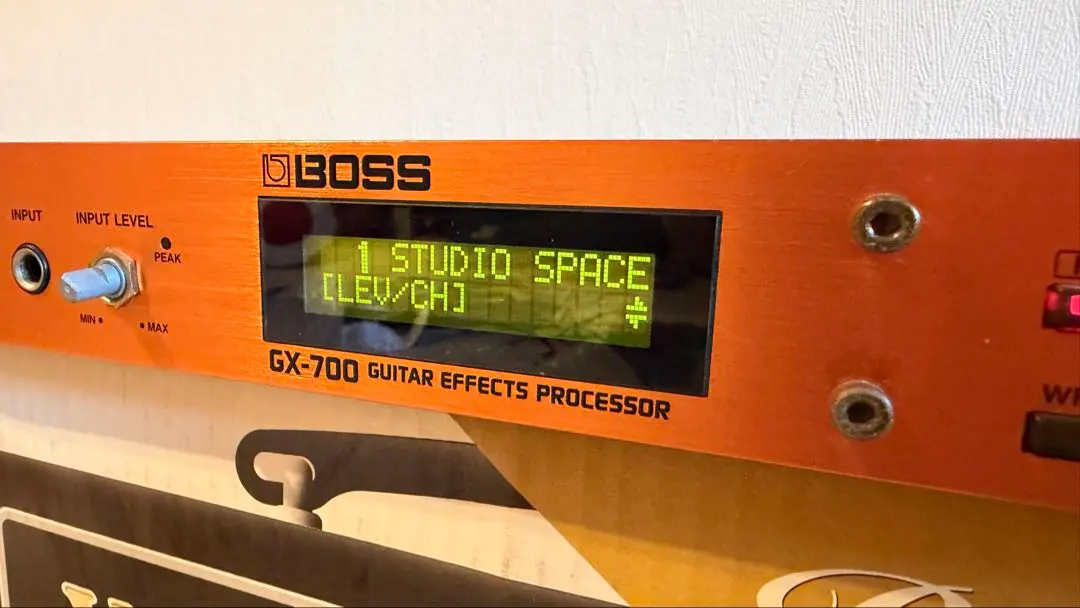 BOSS
INPUT
INPUT LEVEL
PEAK
MIN
MAX
1 STUDIO SPACE
[LEV/CH]
GX-700 GUITAR EFFECTS PROCESSOR